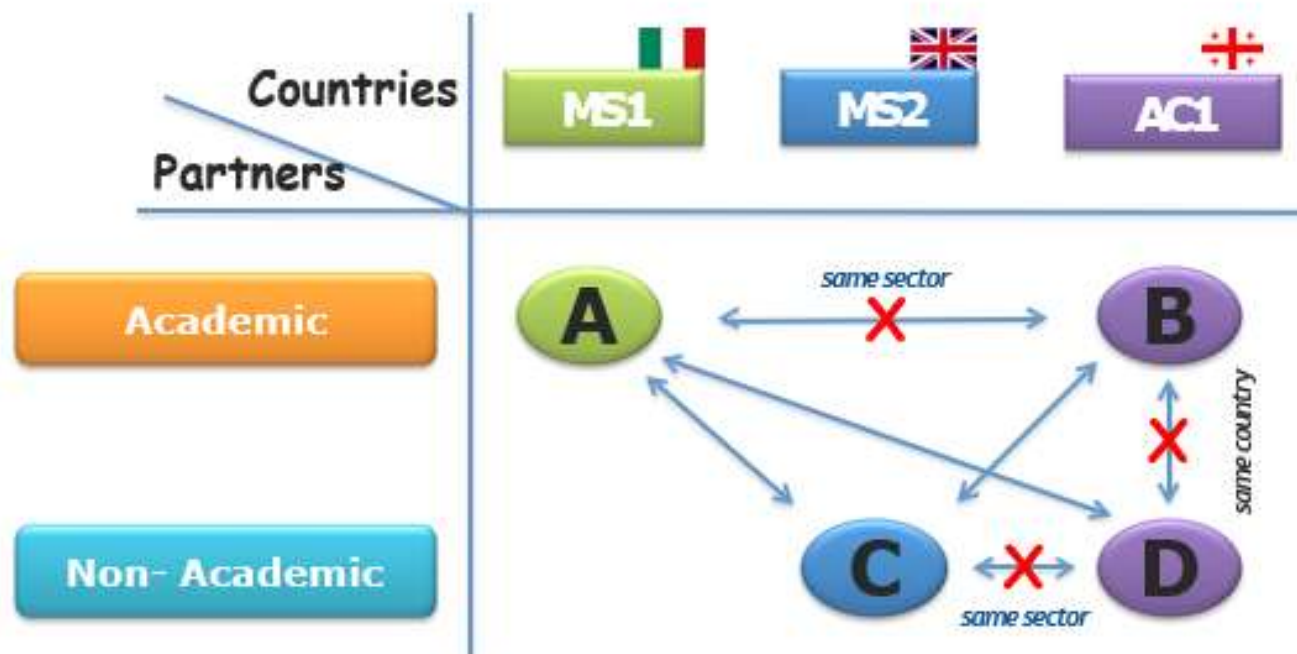 Countries
MS1
MS2
AC1
Partners
Academic
A
same sector
B
same country
Non- Academic
C
D
same sector